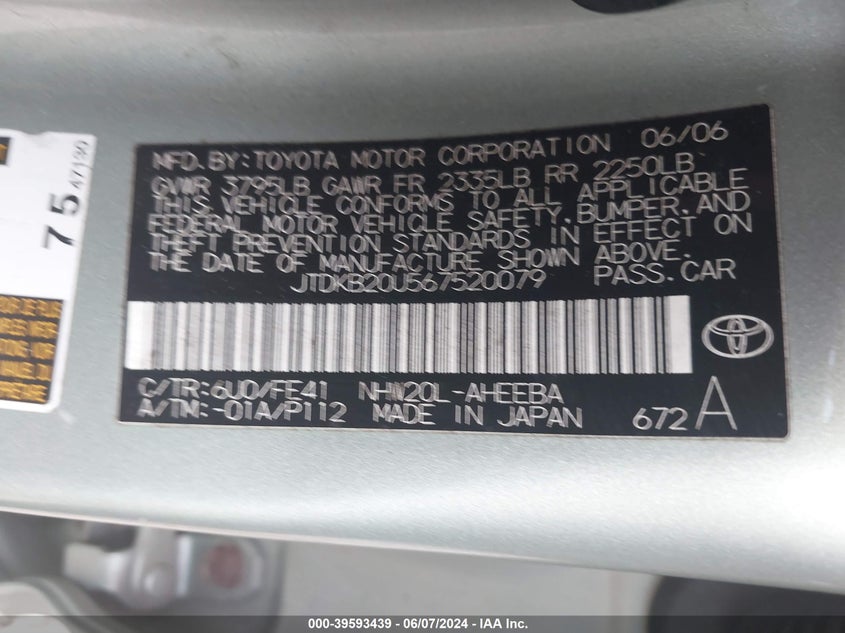 MFD.BY:TOYOTA MOTOR CORPORATION 06/06
GVWR 3795LB GAWR FR 2335LB RR 2250LB
THIS VEHICLE CONFORMS TO ALL APPLICABLE
FEDERAL MOTOR VEHICLE SAFETY,BUMPER,AND
THEFT PREVENTION STANDARDS IN EFFECT ON
THE DATE OF MANUFACTURE SHOWN ABOVE.
JTDKB20U567520079 PASS.CAR
C/TR:6U0/FE41 NHW20L-AHEEBA
A/TM:-01A/P112 MADE IN JAPAN 672A
75
47190
000-39593439 - 06/07/2024 - IAA Inc.